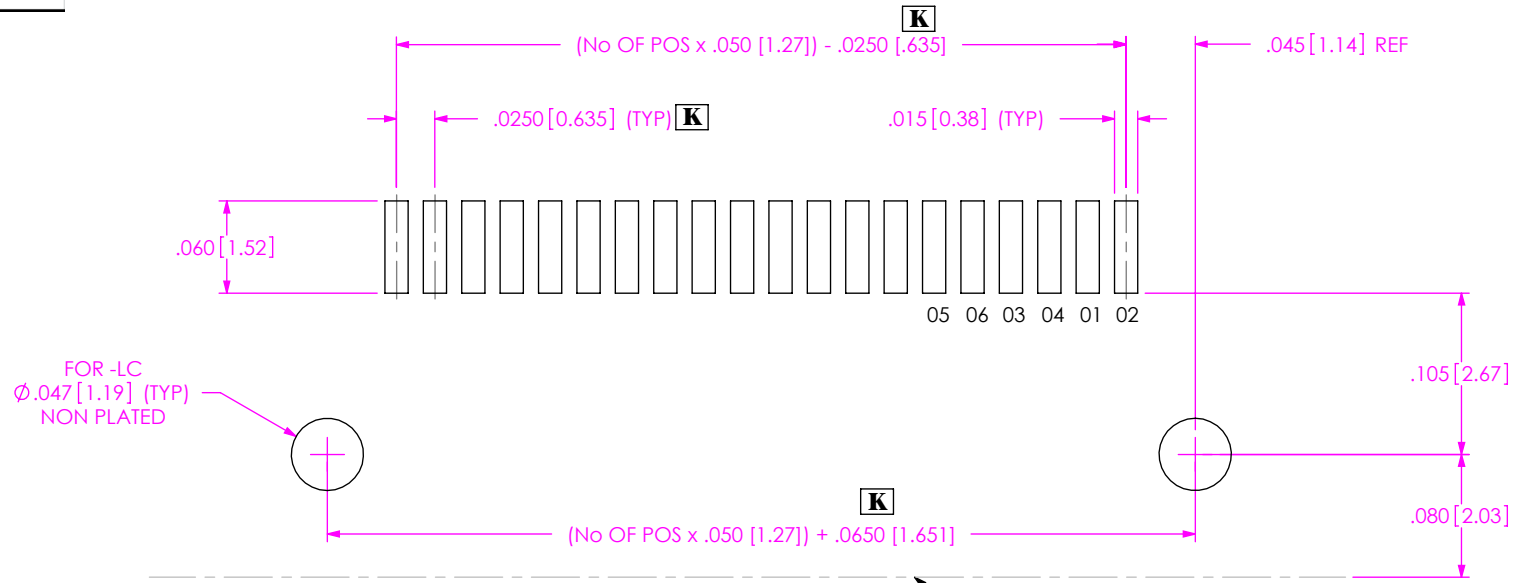 K
(No OF POS x .050 [1.27]) - .0250 [.635]
.045[1.14] REF
.0250[0.635] (TYP) K
.015[0.38] (TYP)
.060[1.52]
05 06 03 04 01 02
FOR -LC
Ø.047[1.19] (TYP)
NON PLATED
.105[2.67]
K
(No OF POS x .050 [1.27]) + .0650 [1.651]
.080[2.03]